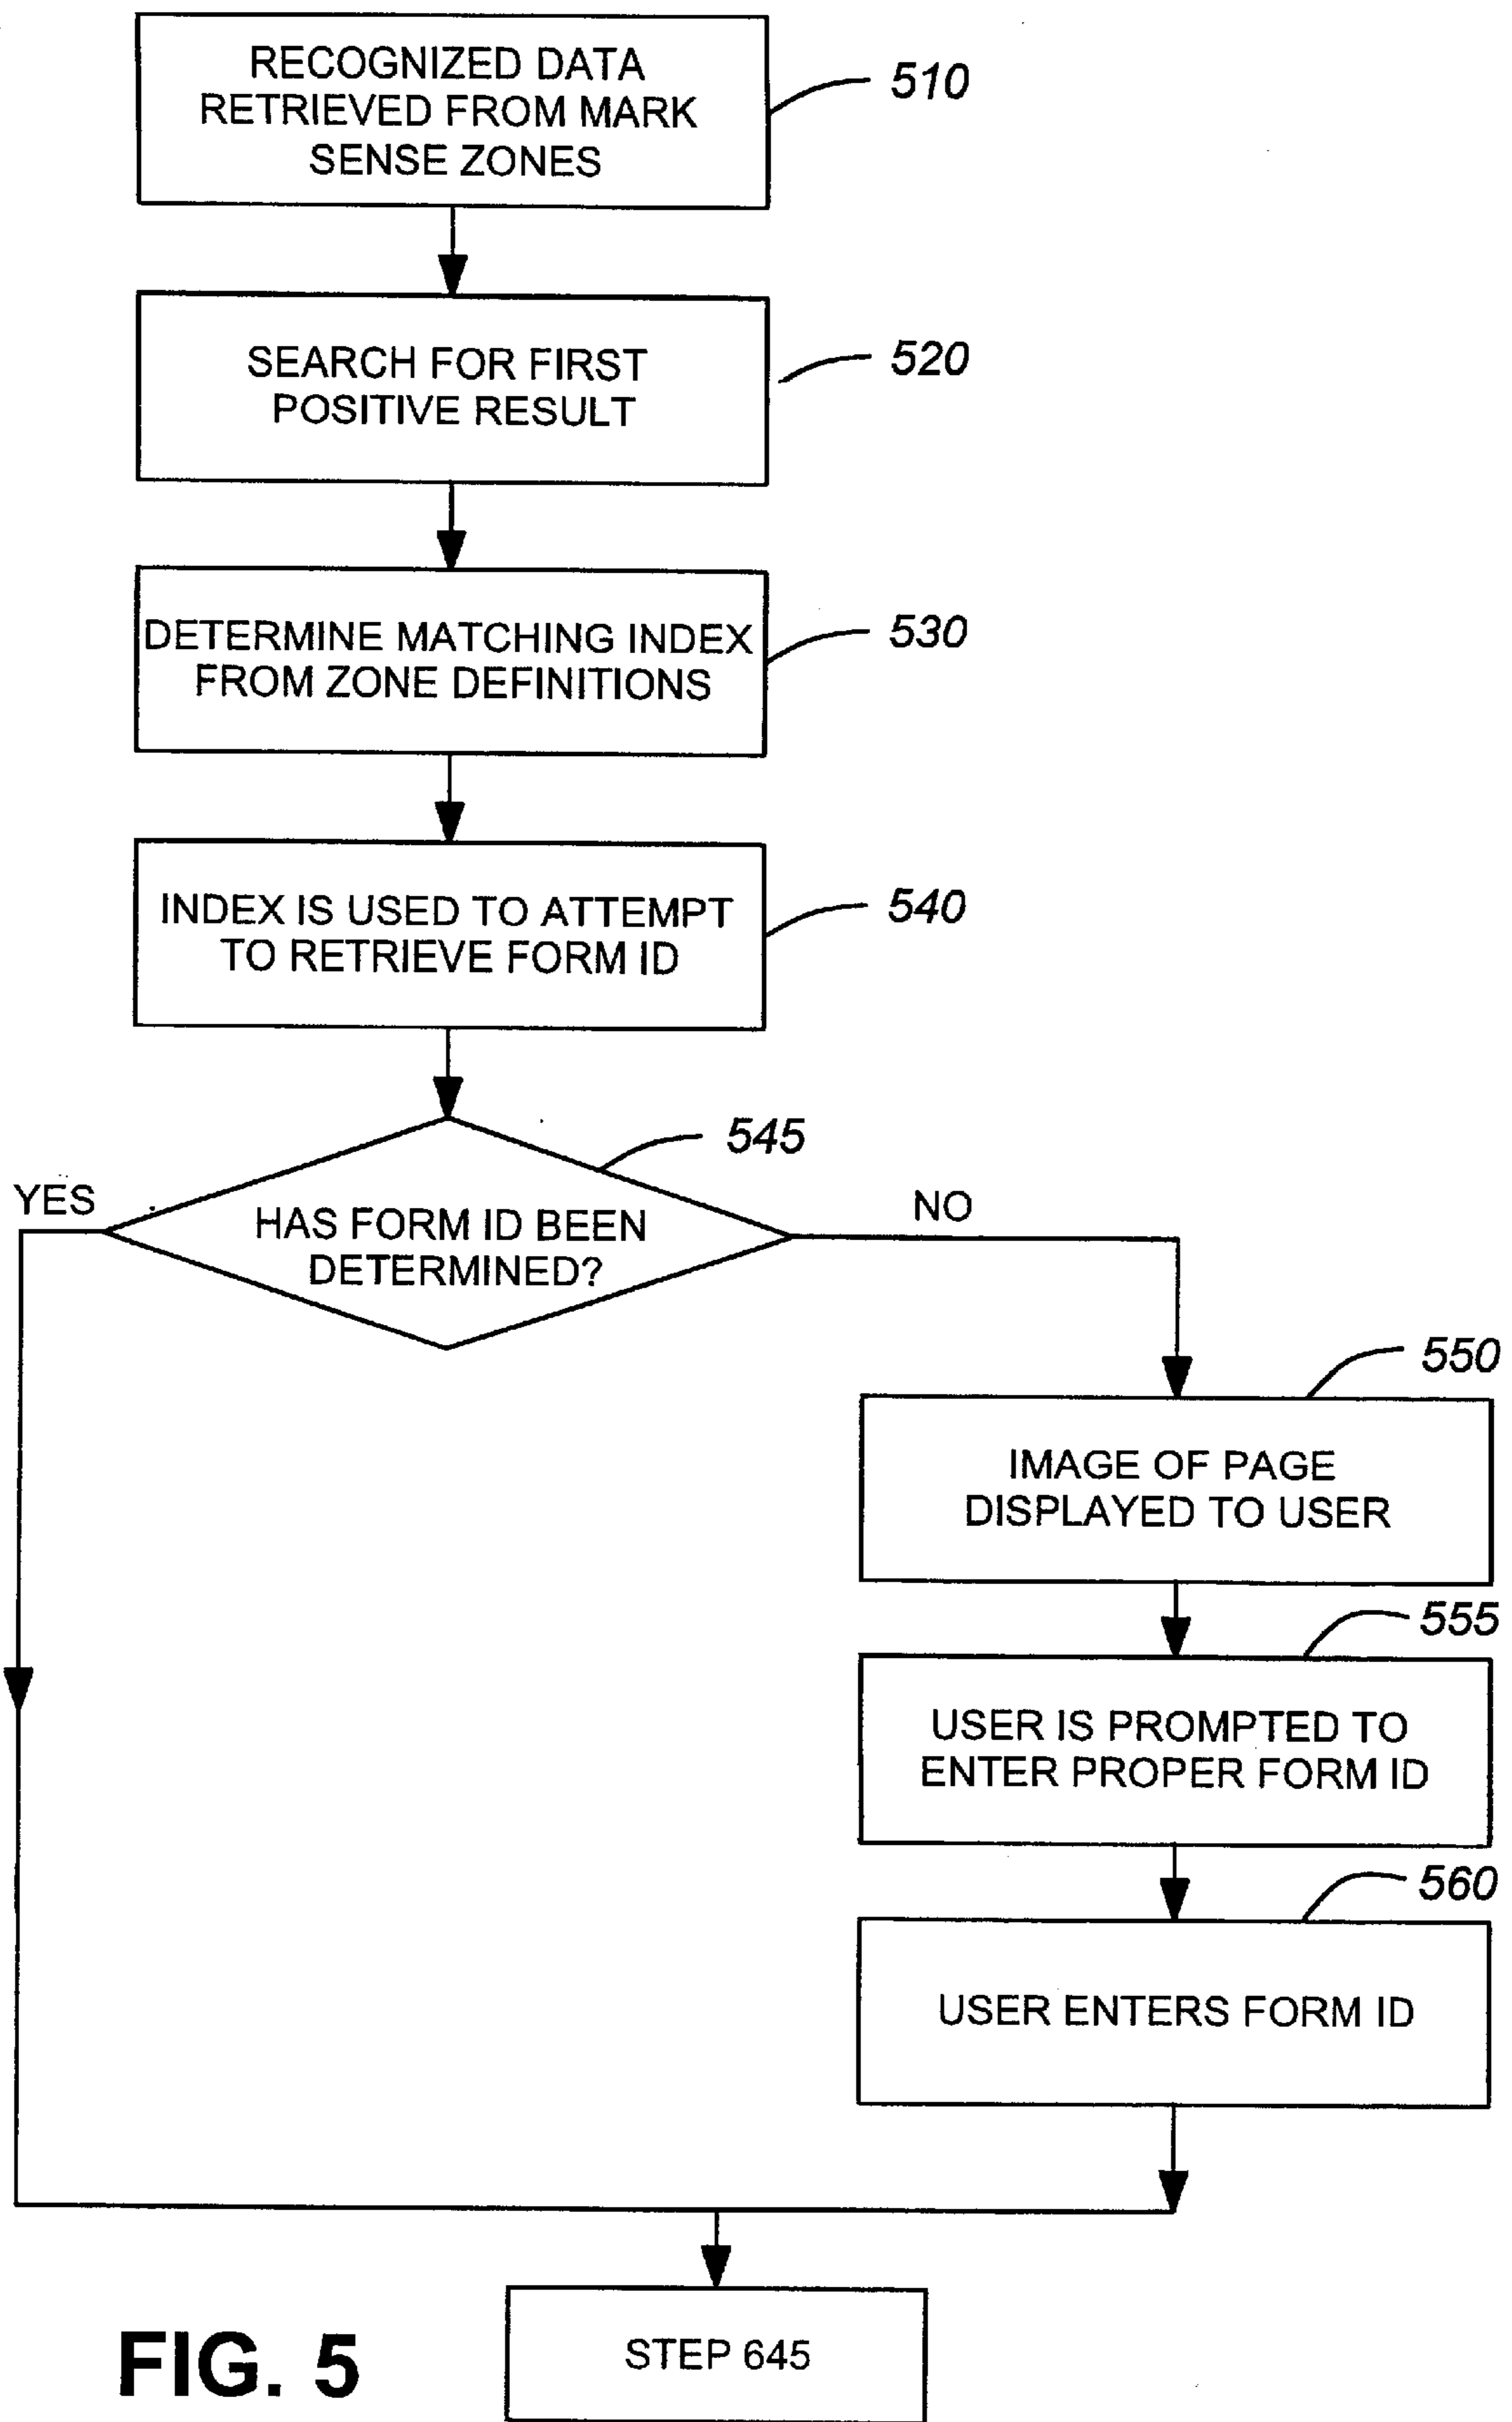 RECOGNIZED DATA
RETRIEVED FROM MARK
SENSE ZONES
510
SEARCH FOR FIRST
POSITIVE RESULT
520
DETERMINE MATCHING INDEX
FROM ZONE DEFINITIONS
530
INDEX IS USED TO ATTEMPT
TO RETRIEVE FORM ID
540
545
YES
HAS FORM ID BEEN
DETERMINED?
NO
550
IMAGE OF PAGE
DISPLAYED TO USER
555
USER IS PROMPTED TO
ENTER PROPER FORM ID
560
USER ENTERS FORM ID
STEP 645
FIG. 5